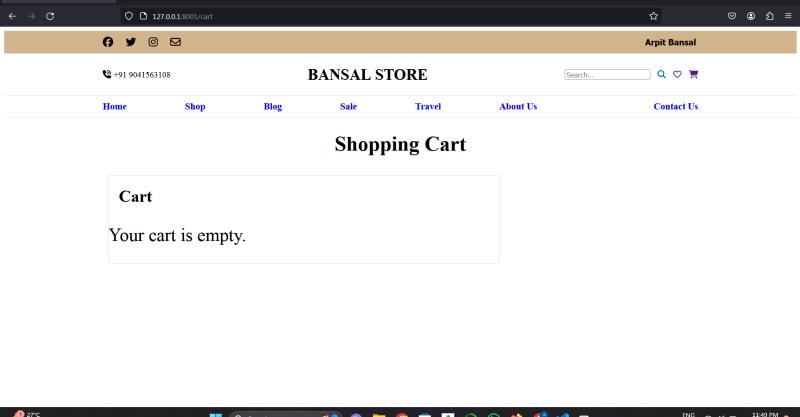 127.0.0.1:8001/cart
Arpit Bansal
+91 9041563108
BANSAL STORE
Search...
Home Shop Blog Sale Travel About Us Contact Us
Shopping Cart
Cart
Your cart is empty.
27°C
ENG
11:49 PM